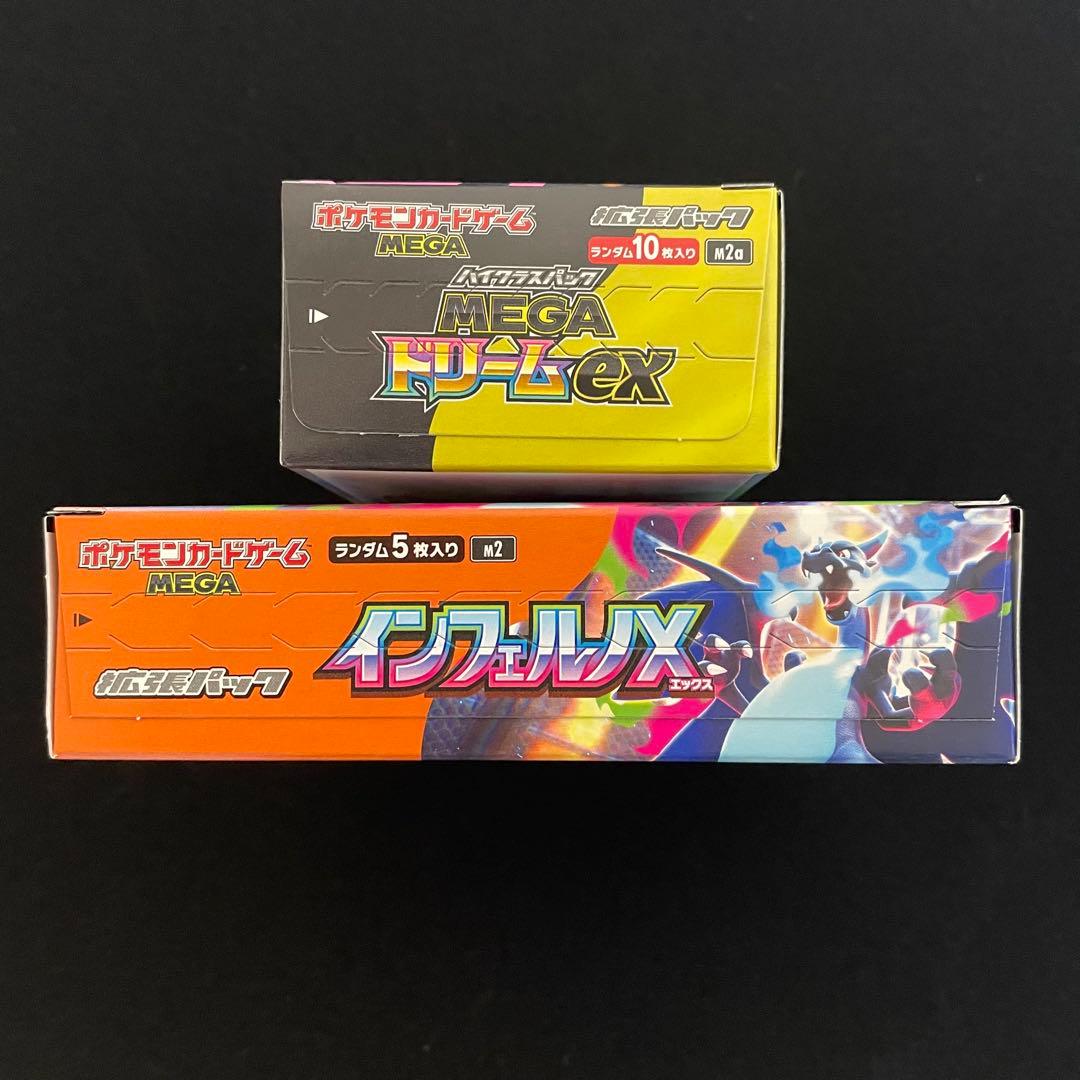 ポケモンカードゲーム
MEGA
拡張パック
ランダム10枚入り M2a
ハイクラスパック
MEGA
ドリームex
ポケモンカードゲーム
MEGA
ランダム5枚入り M2
インフェルノX
エックス
拡張パック